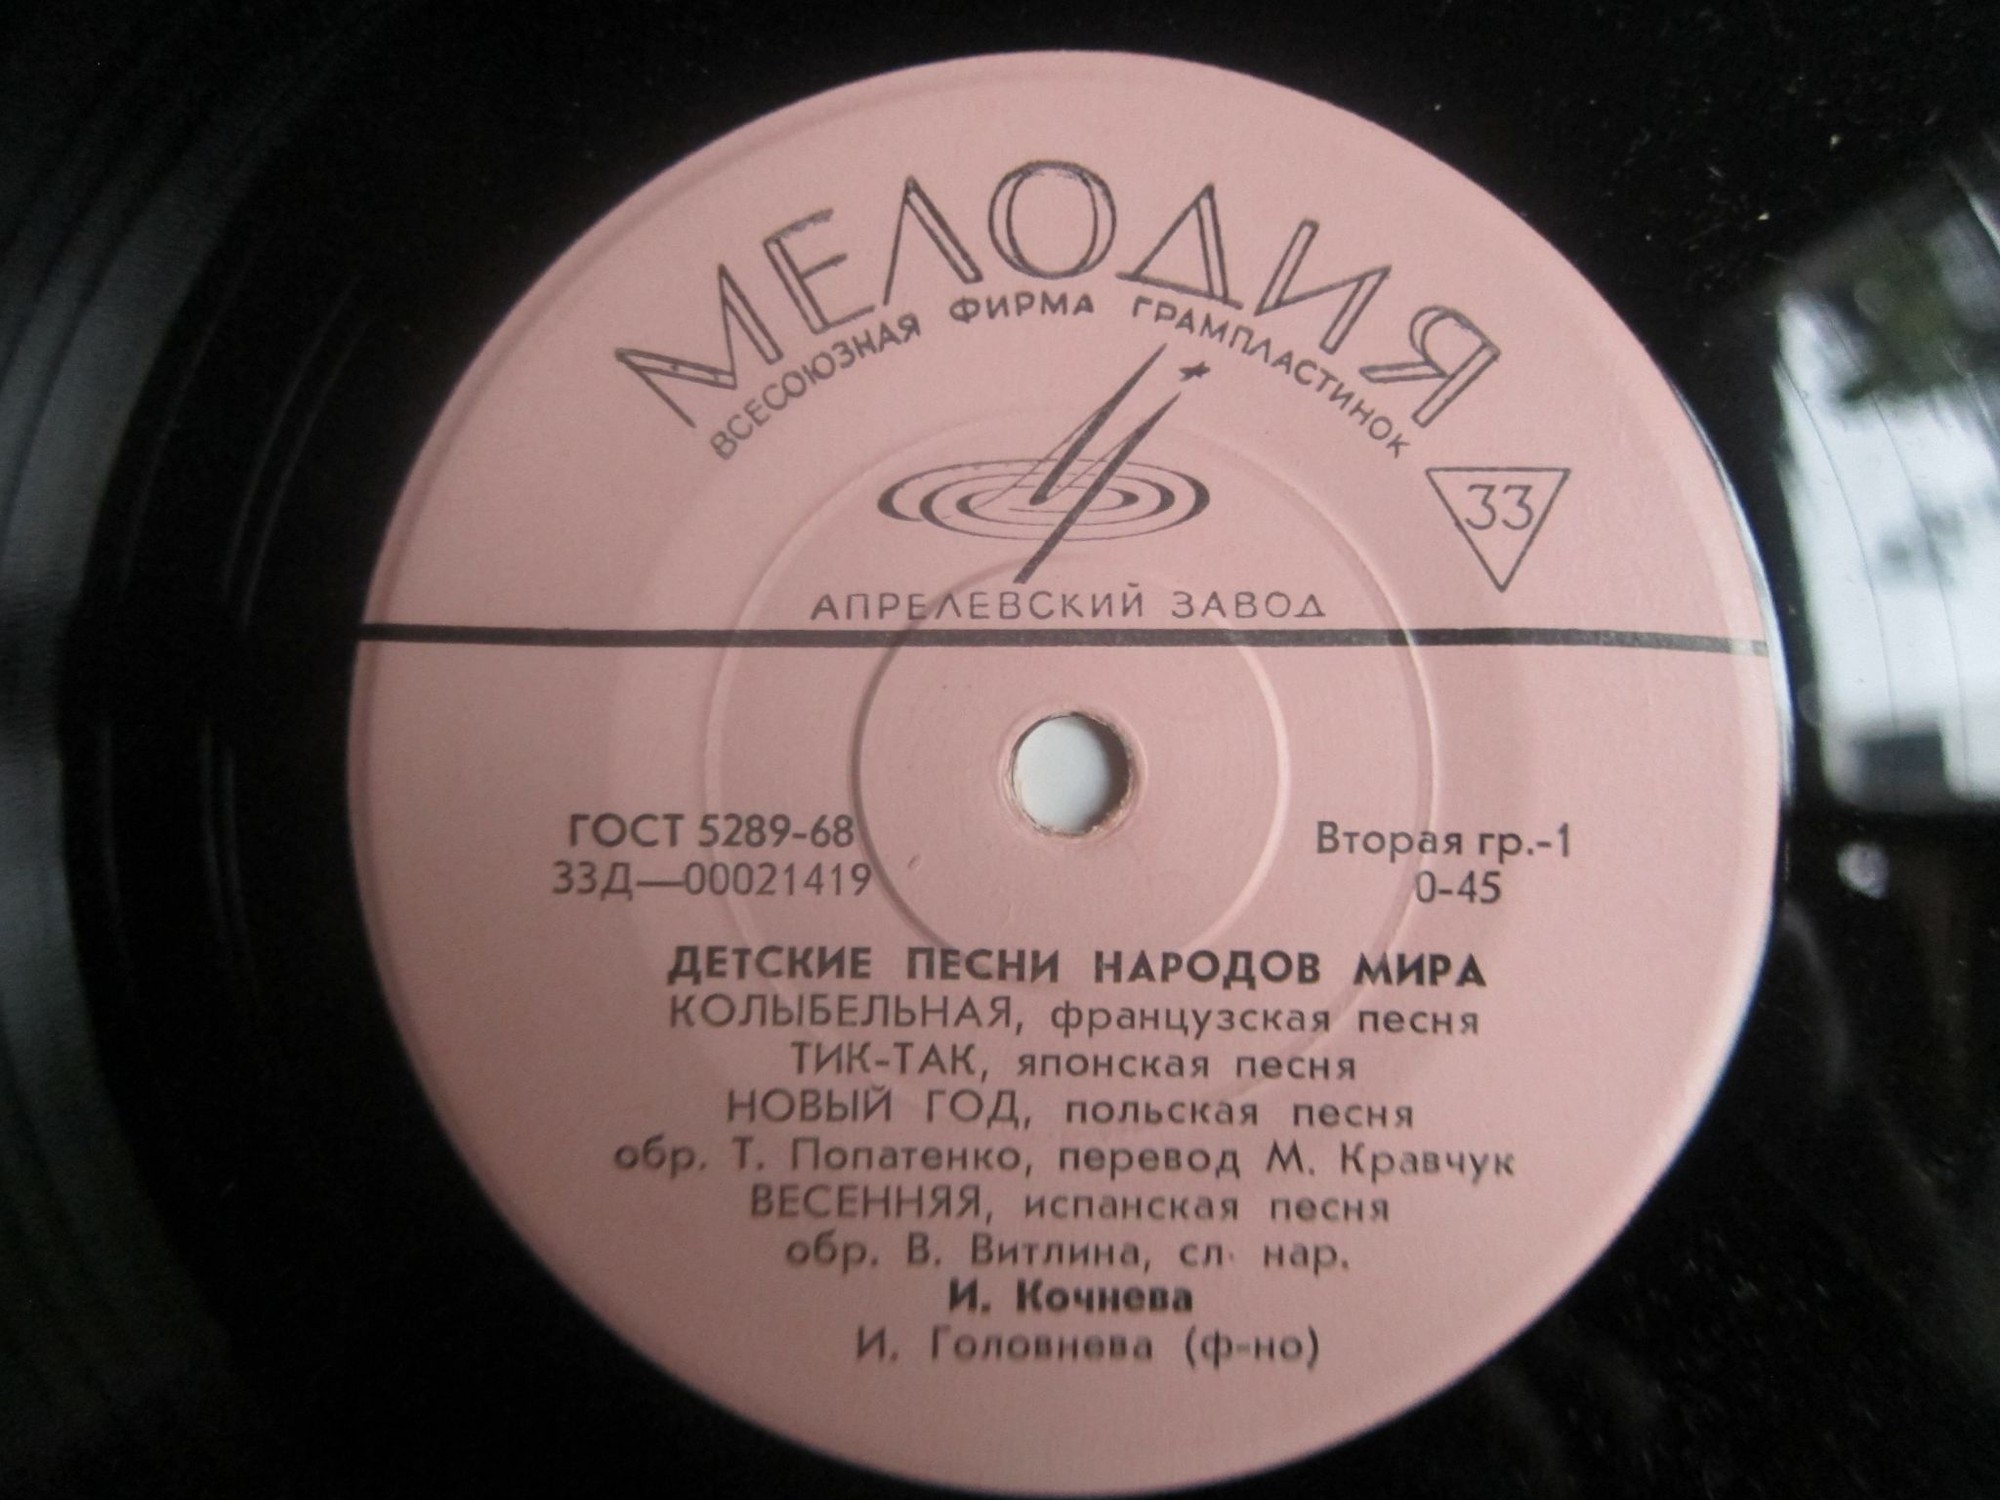 МЕЛОДИЯ
ВСЕСОЮЗНАЯ ФИРМА ГРАМПЛАСТИНОК
33
АПРЕЛЕВСКИЙ ЗАВОД
ГОСТ 5289-68
33Д—00021419
Вторая гр.-1
0-45
ДЕТСКИЕ ПЕСНИ НАРОДОВ МИРА
КОЛЫБЕЛЬНАЯ, французская песня
ТИК-ТАК, японская песня
НОВЫЙ ГОД, польская песня
обр. Т. Попатенко, перевод М. Кравчук
ВЕСЕННЯЯ, испанская песня
обр. В. Витлина, сл. нар.
И. Кочнева
И. Головнева (ф-но)